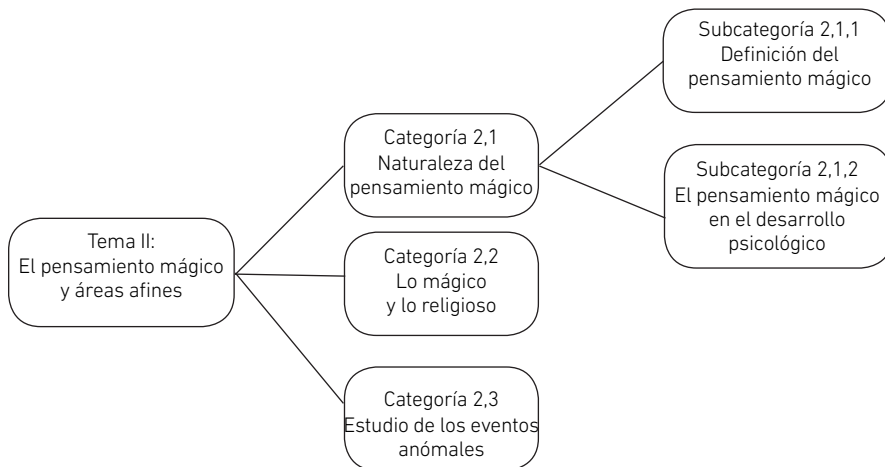 Tema II:
El pensamiento mágico
y áreas afines
Categoría 2,1
Naturaleza del
pensamiento mágico
Categoría 2,2
Lo mágico
y lo religioso
Categoría 2,3
Estudio de los eventos
anómales
Subcategoría 2,1,1
Definición del
pensamiento mágico
Subcategoría 2,1,2
El pensamiento mágico
en el desarrollo
psicológico